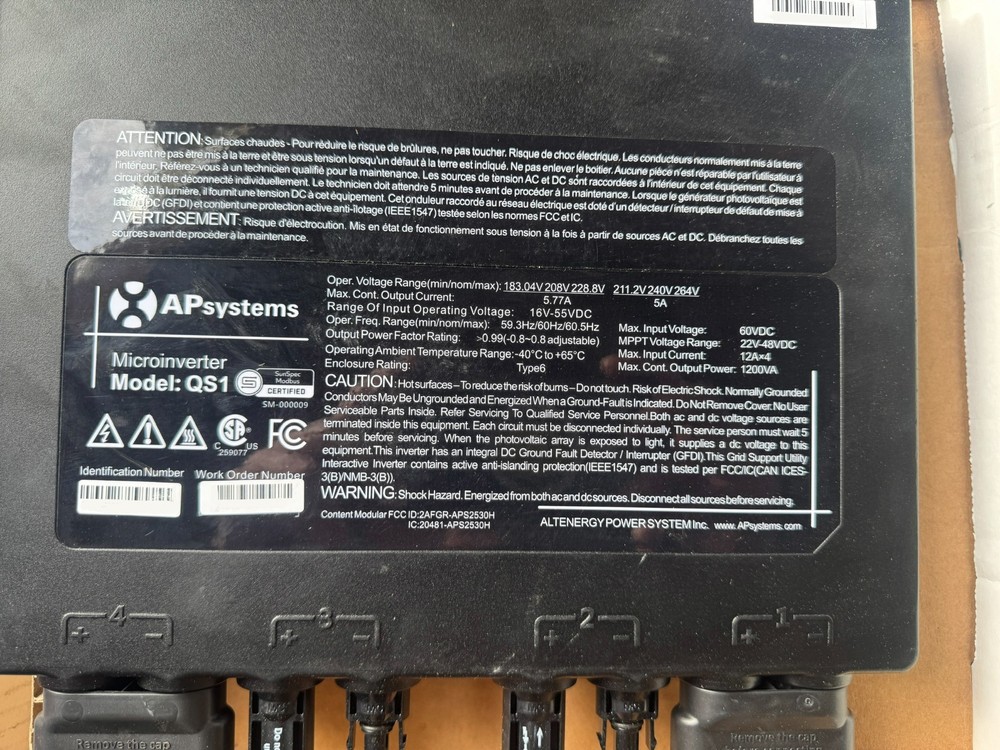 ATTENTION: Surfaces chaudes - Pour rèduire le risque de brûlures, ne pas toucher. Risque de choc électrique. Les conducteurs normalement mis à la terre
peuvent ne pas être mis à la terre et être sous tension lorsqu'un défaut à la terre est indiqué. Ne pas enlever le boitier. Aucune pièce n'est réparable par l'utilisateur à
l'intérieur. Référez-vous à un technicien qualifié pour la maintenance. Les sources de tension AC et DC sont raccordées à l'intérieur de cet équipement. Chaque
circuit doit être déconnecté individuellement. Le technicien doit attendre 5 minutes avant de procéder à la maintenance. Lorsque le générateur photovoltaïque est
à la lumière, il fournit une tension DC à cet équipement. Cet onduteur raccordé au réseau électrique est doté d'un détecteur / interrupteur de défaut de mise à
DC (GFDI) et contient une protection active anti-îlotage (IEEE1547) testée selon les normes FCC et IC.
AVERTISSEMENT: Risque d'électrocution. Mis en état de fonctionnement sous tension à la fois à partir de sources AC et DC. Débranchez toutes les
sources avant de procéder à la maintenance.
APsystems
Microinverter
Model: QS1
SunSpec
Modbus
CERTIFIED
SM-000009
C US
259077
FC
Identification Number
Work Order Number
Oper. Voltage Range(min/nom/max): 183.04V 208V 228.8V 211.2V 240V 264V
Max. Cont. Output Current: 5.77A 5A
Range Of Input Operating Voltage: 16V-55VDC
Oper. Freq. Range(min/nom/max): 59.3Hz/60Hz/60.5Hz
Output Power Factor Rating: >0.99(-0.8~0.8 adjustable)
Operating Ambient Temperature Range: -40°C to +65°C
Enclosure Rating: Type6
Max. Input Voltage: 60VDC
MPPT Voltage Range: 22V-48VDC
Max. Input Current: 12A×4
Max. Cont. Output Power: 1200VA
CAUTION: Hot surfaces – To reduce the risk of burns – Do not touch. Risk of Electric Shock. Normally Grounded
Conductors May Be Ungrounded and Energized When a Ground-Fault is Indicated. Do Not Remove Cover. No User
Serviceable Parts Inside. Refer Servicing To Qualified Service Personnel.Both ac and dc voltage sources are
terminated inside this equipment. Each circuit must be disconnected individually. The service person must wait 5
minutes before servicing. When the photovoltaic array is exposed to light, it supplies a dc voltage to this
equipment.This inverter has an integral DC Ground Fault Detector / Interrupter (GFDI).This Grid Support Utility
Interactive Inverter contains active anti-islanding protection(IEEE1547) and is tested per FCC/IC(CAN ICES-
3(B)/NMB-3(B)).
WARNING: Shock Hazard. Energized from both ac and dc sources. Disconnect all sources before servicing.
Content Modular FCC ID:2AFGR-APS2530H
IC:20481-APS2530H
ALTENERGY POWER SYSTEM Inc. www.APsystems.com
4 3 2 1
+ − + − + − + −
Remove the cap
Remove the cap